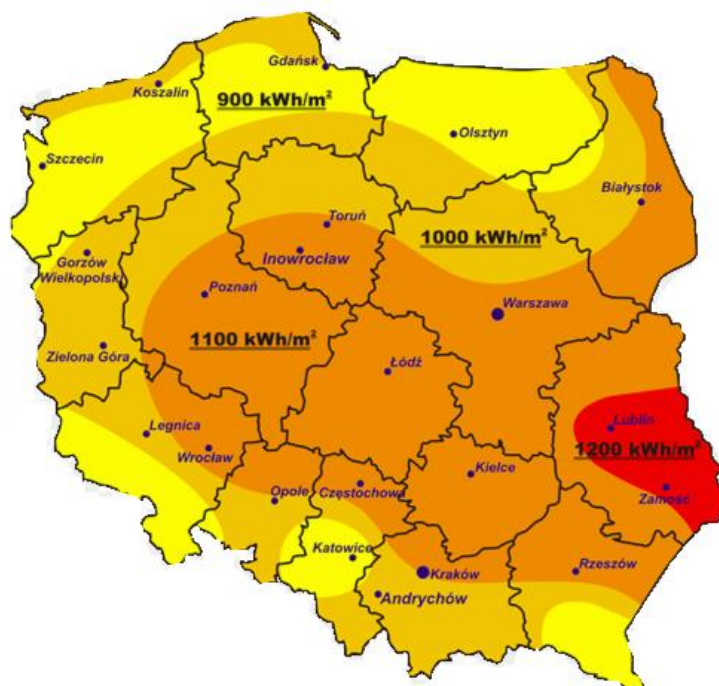 Gdańsk
Koszalin
900 kWh/m²
Olsztyn
Szczecin
Białystok
Toruń
1000 kWh/m²
Inowrocław
Gorzów
Wielkopolski
Poznań
Warszawa
1100 kWh/m²
Zielona Góra
Łódź
Legnica
Lublin
Wrocław
1200 kWh/m²
Kielce
Opole
Częstochowa
Zamość
Katowice
Kraków
Rzeszów
Andrychów